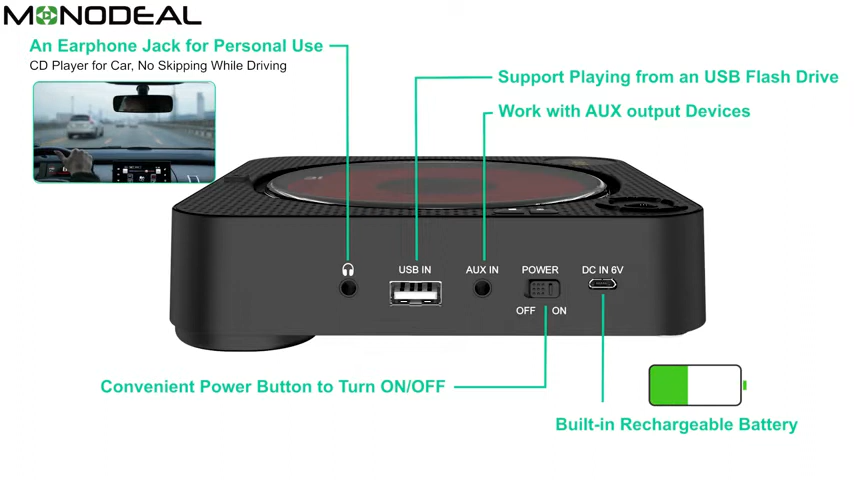 MONODEAL
An Earphone Jack for Personal Use
CD Player for Car, No Skipping While Driving
Support Playing from an USB Flash Drive
Work with AUX output Devices
USB IN
AUX IN
POWER
DC IN 6V
OFF
ON
Convenient Power Button to Turn ON/OFF
Built-in Rechargeable Battery